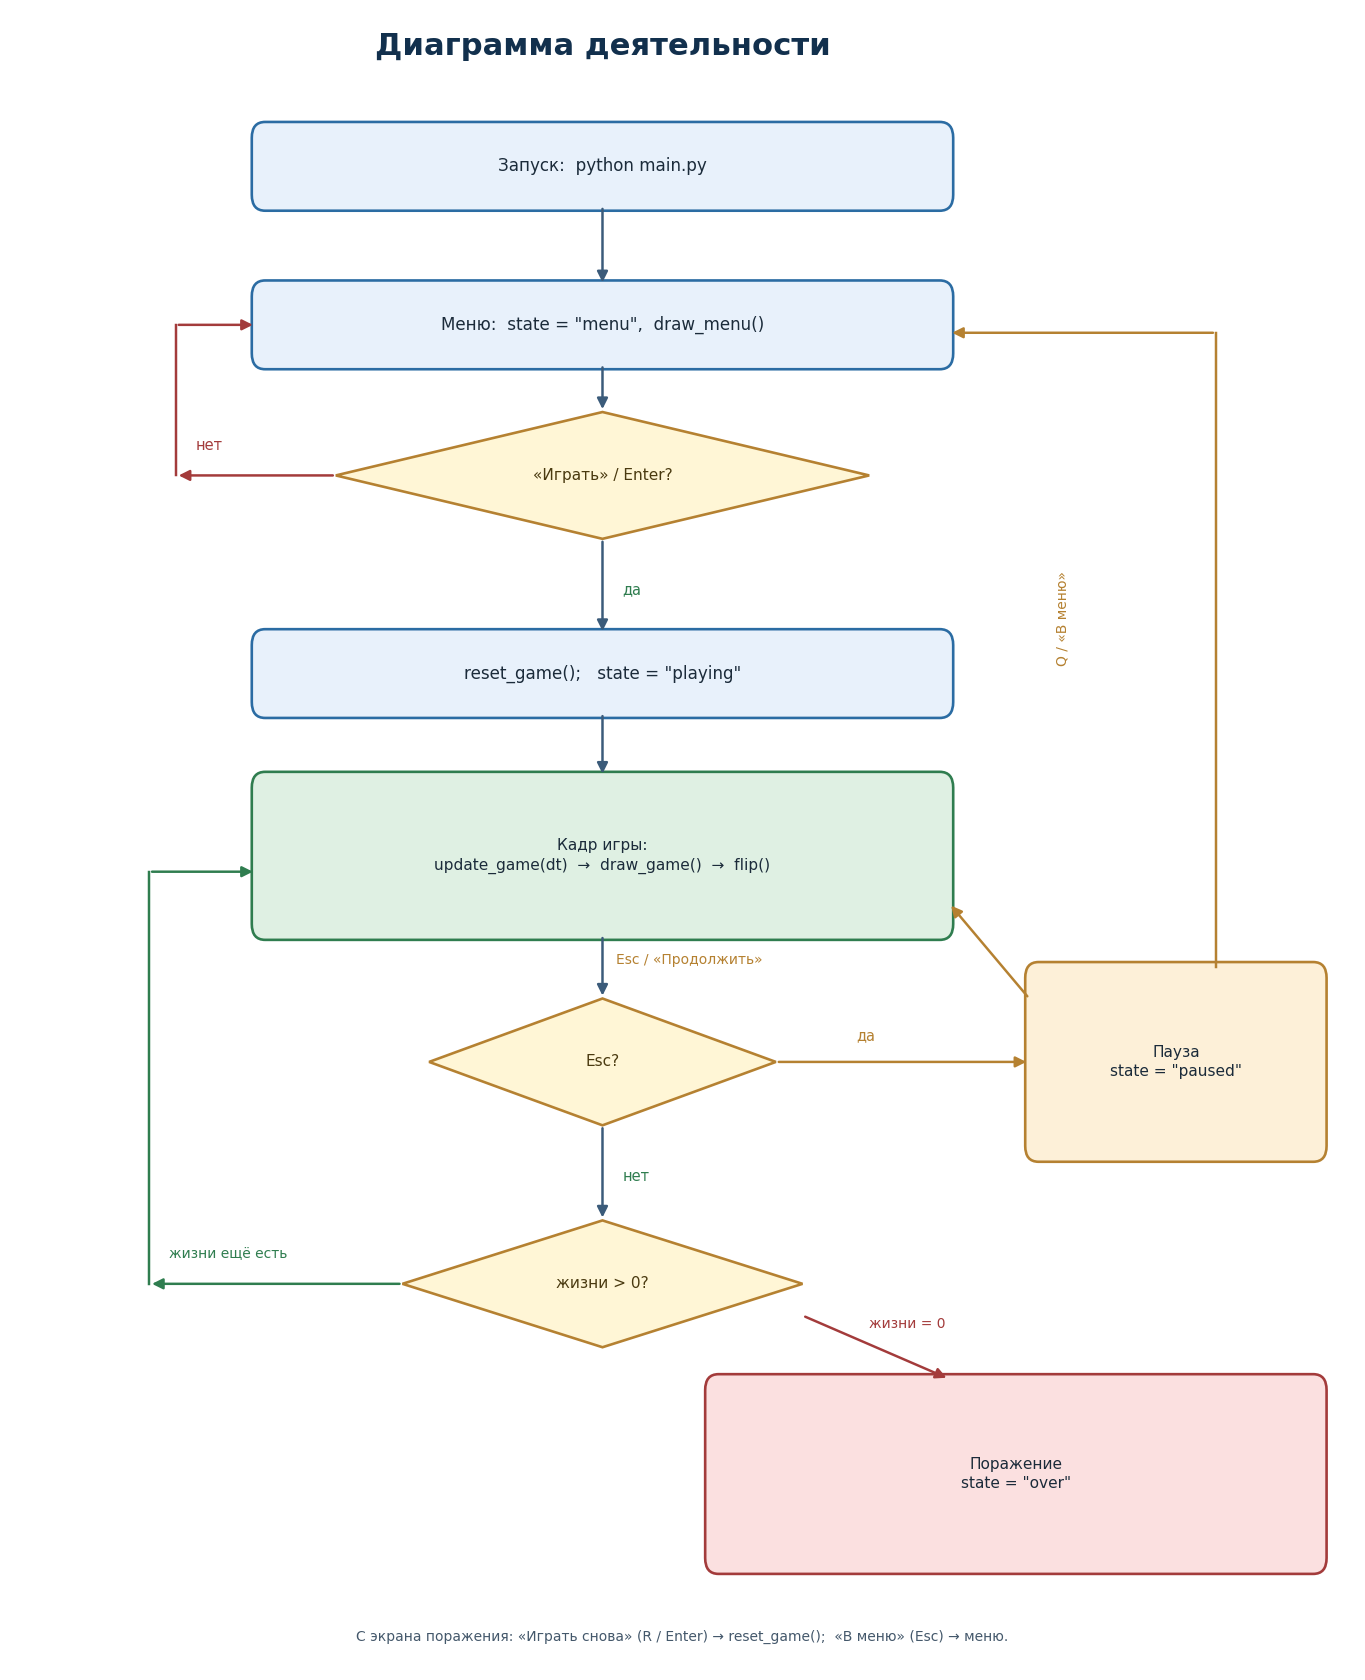 Диаграмма деятельности
Запуск:  python main.py
Меню:  state = "menu",  draw_menu()
нет
«Играть» / Enter?
да
Q / «В меню»
reset_game();   state = "playing"
Кадр игры:
update_game(dt)  →  draw_game()  →  flip()
Esc / «Продолжить»
да
Esc?
Пауза
state = "paused"
нет
жизни ещё есть
жизни > 0?
жизни = 0
Поражение
state = "over"
С экрана поражения: «Играть снова» (R / Enter) → reset_game();  «В меню» (Esc) → меню.